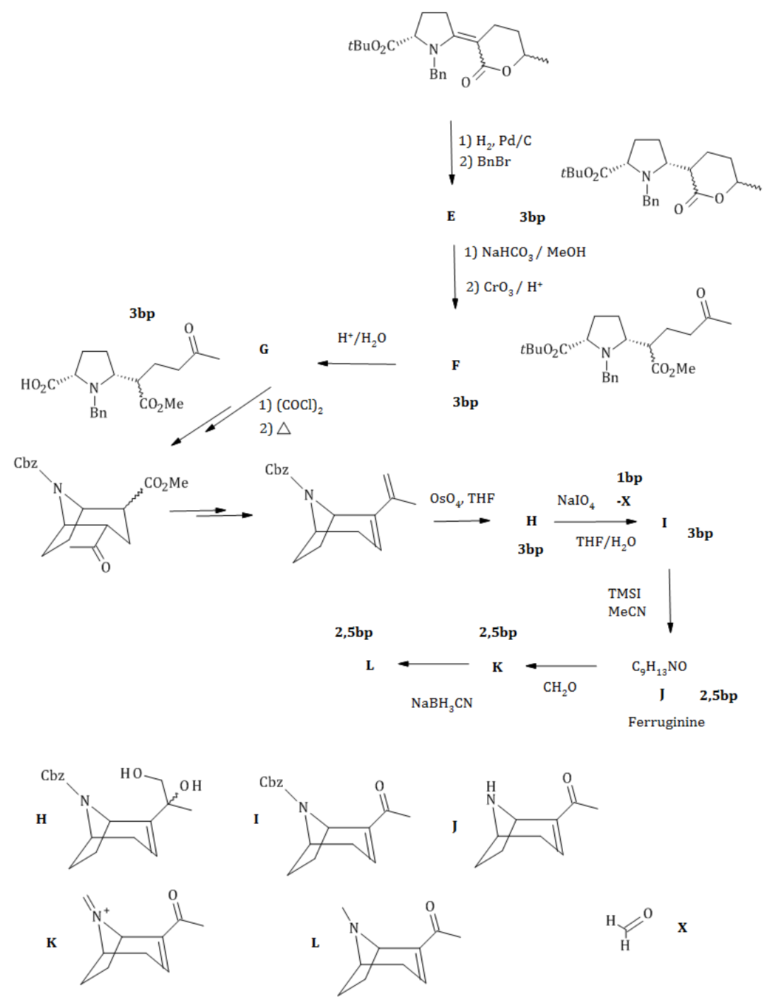 tBuO₂C
N
Bn
O
O
1) H₂, Pd/C
2) BnBr
tBuO₂C
N
Bn
O
O
E 3bp
1) NaHCO₃ / MeOH
2) CrO₃ / H⁺
3bp
O
HO₂C
N
Bn
CO₂Me
G
H⁺/H₂O
F
3bp
O
tBuO₂C
N
Bn
CO₂Me
1) (COCl)₂
2) △
Cbz
N
CO₂Me
O
Cbz
N
OsO₄, THF
H
3bp
NaIO₄
1bp
-X
THF/H₂O
I
3bp
TMSI
MeCN
C₉H₁₃NO
J 2,5bp
Ferruginine
CH₂O
2,5bp
K
NaBH₃CN
2,5bp
L
Cbz
N
HO
OH
H
Cbz
N
O
I
H
N
O
J
N⁺
O
K
N
O
L
H
H
O
X